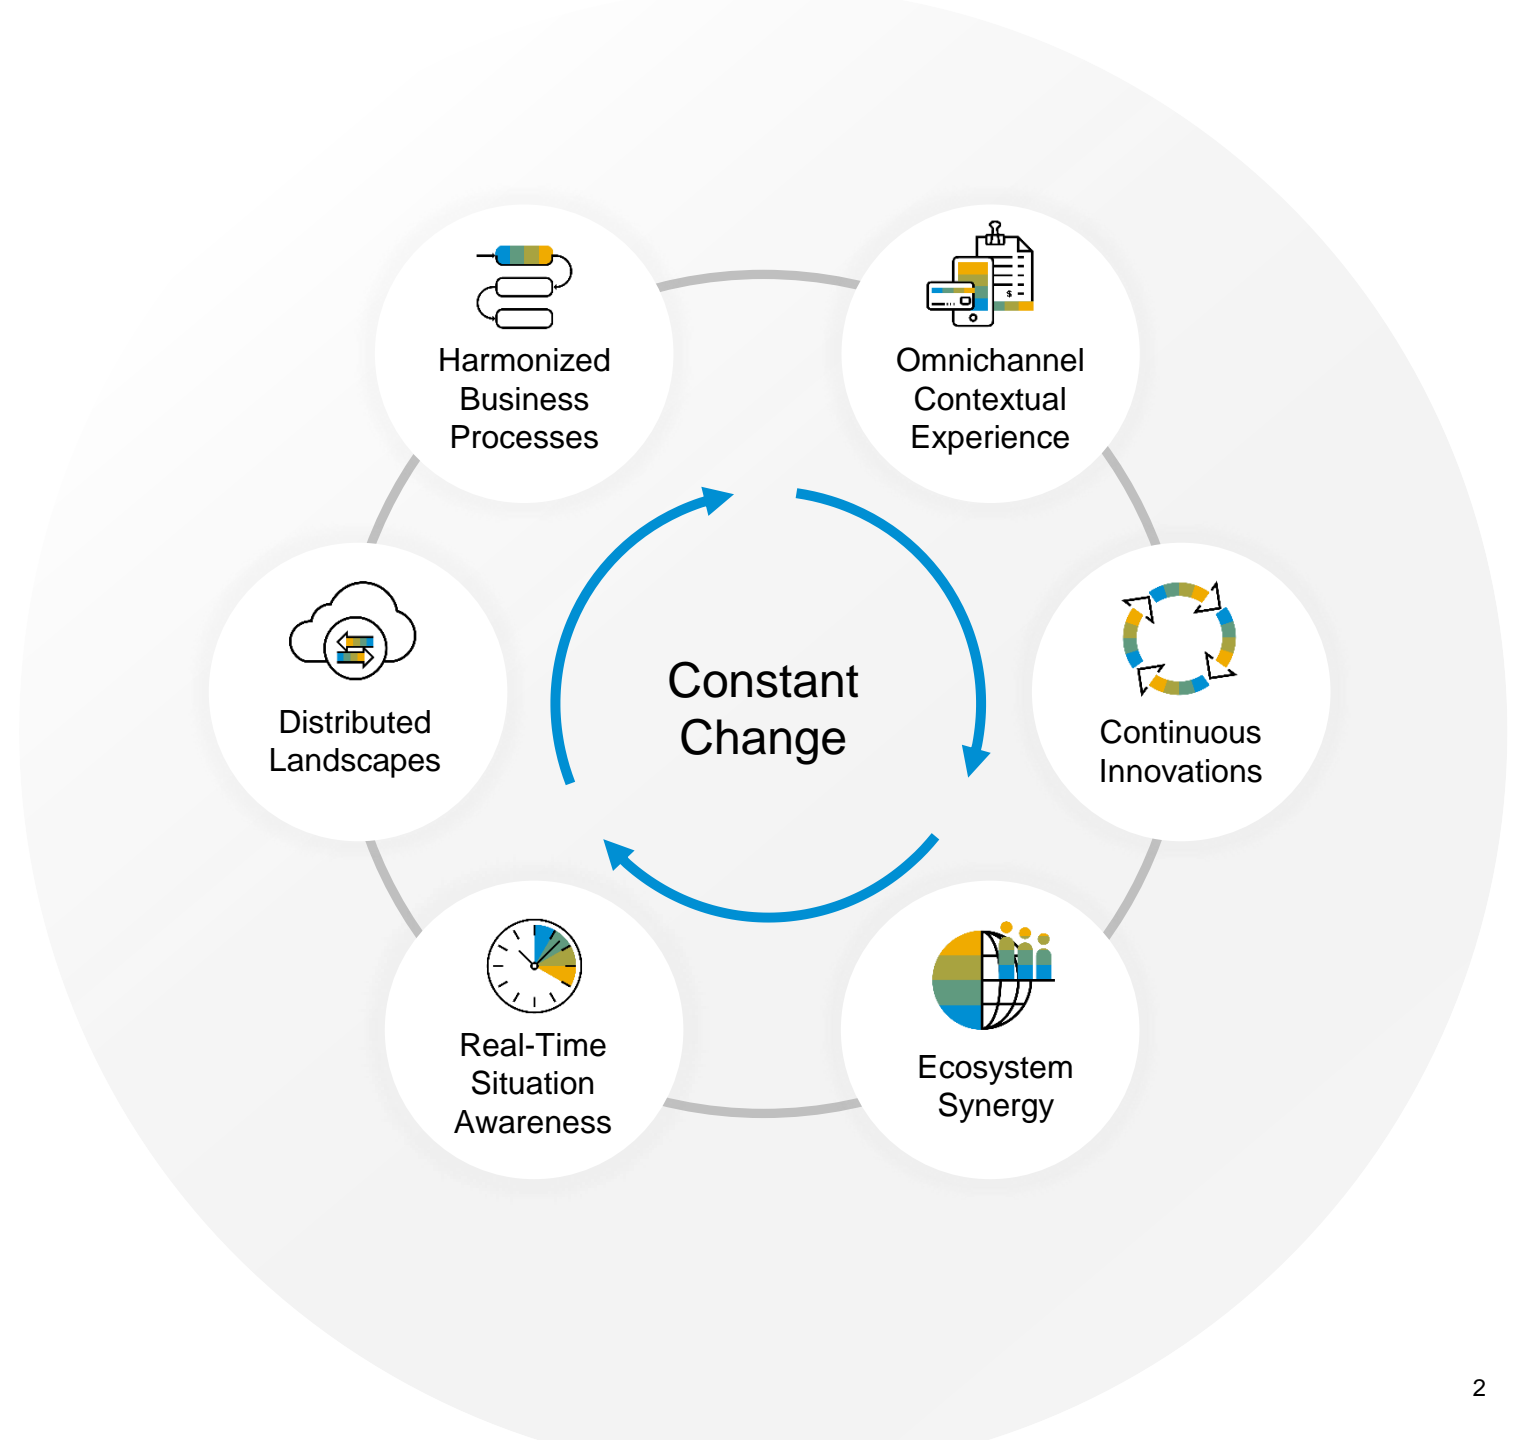 Harmonized
Business
Processes
Omnichannel
Contextual
Experience
$
Distributed
Landscapes
Constant
Change
Continuous
Innovations
Real-Time
Situation
Awareness
Ecosystem
Synergy
2